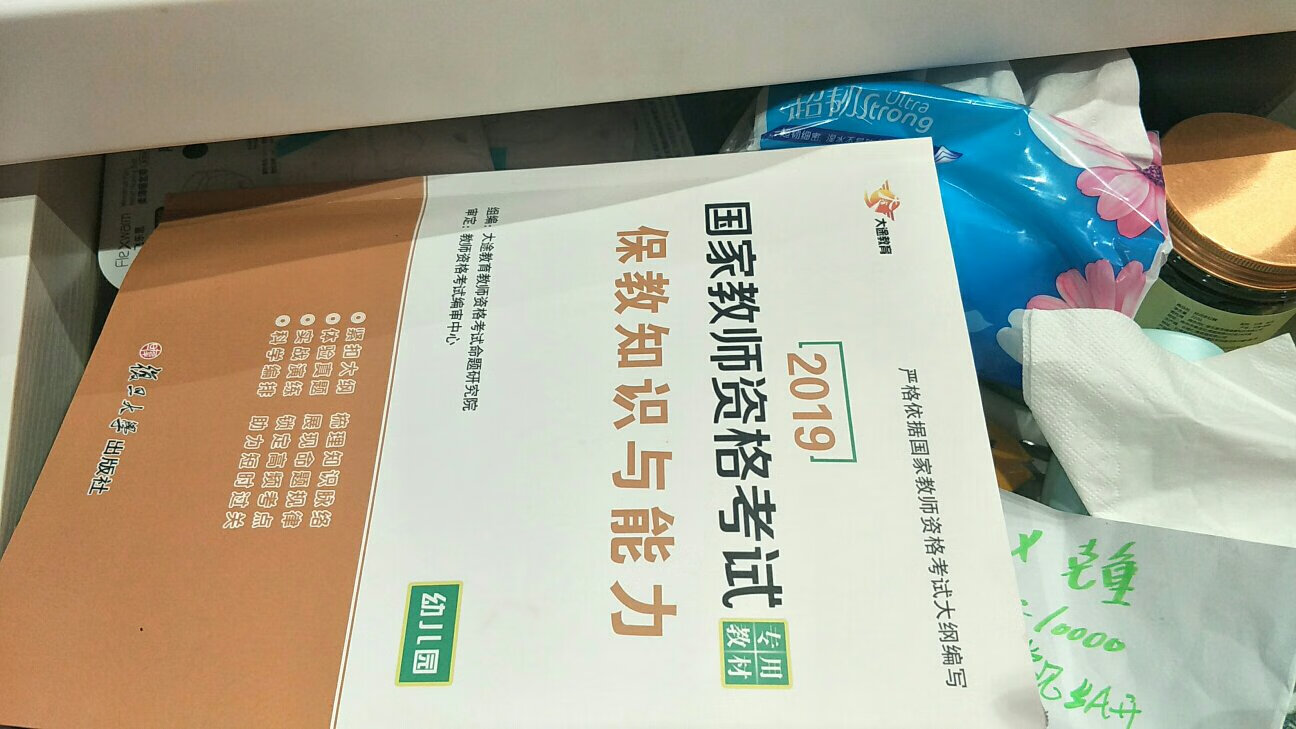 大途教育
严格依据国家教师资格考试大纲编写
2019
国家教师资格考试
专用
教材
保教知识与能力
幼儿园
组编：大途教育教师资格考试命题研究院
审定：教师资格考试编审中心
紧扣大纲 梳理知识脉络
体验真题 展现命题规律
实战演练 锁定高频考点
科学编排 助力短时过关
復旦大學出版社
超韧
Ultra
Strong
10000